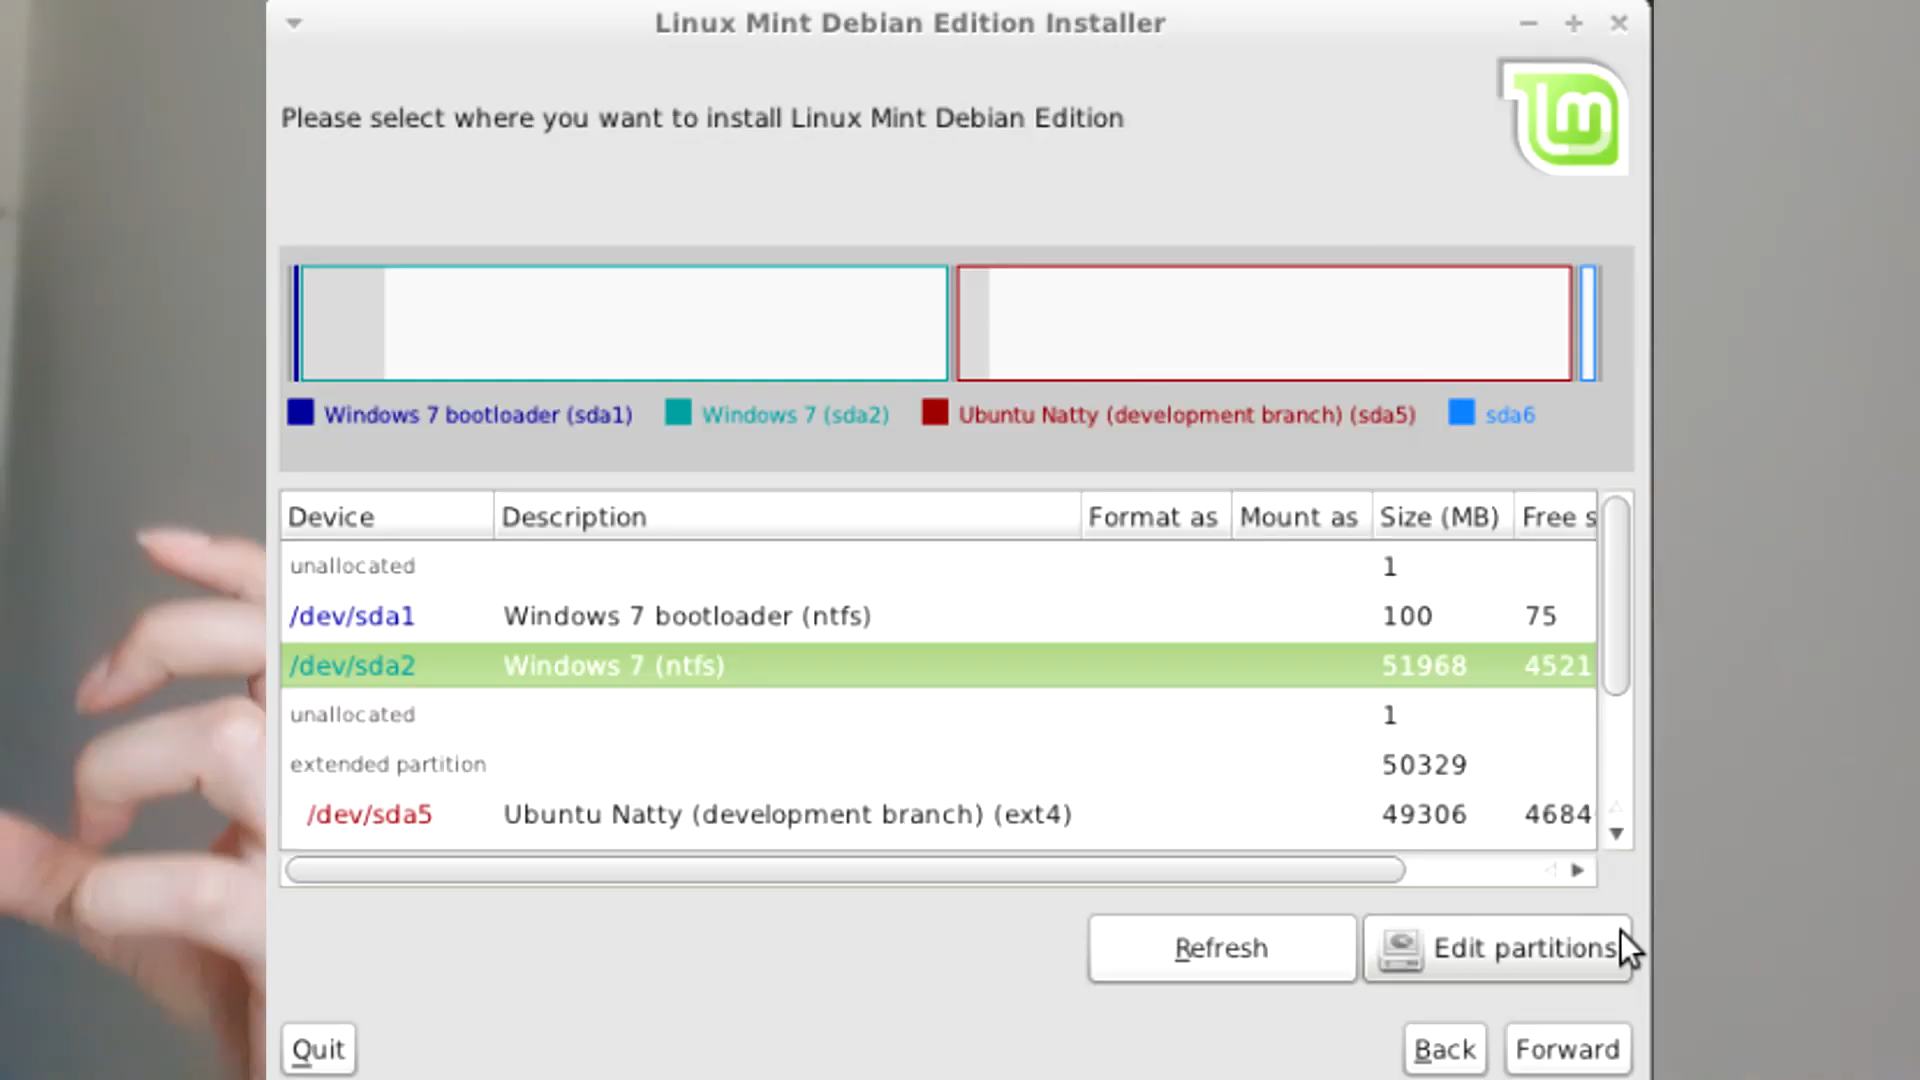 Linux Mint Debian Edition Installer
Please select where you want to install Linux Mint Debian Edition
Windows 7 bootloader (sda1) Windows 7 (sda2) Ubuntu Natty (development branch) (sda5) sda6
Device Description Format as Mount as Size (MB) Free s
unallocated 1
/dev/sda1 Windows 7 bootloader (ntfs) 100 75
/dev/sda2 Windows 7 (ntfs) 51968 4521
unallocated 1
extended partition 50329
/dev/sda5 Ubuntu Natty (development branch) (ext4) 49306 4684
Refresh Edit partitions
Quit Back Forward